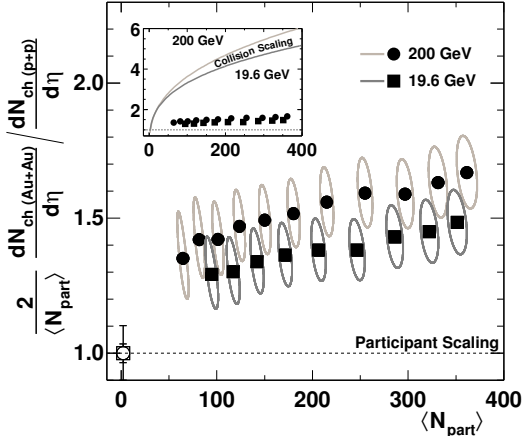 2
⟨N_part⟩
dN_ch (Au+Au)
dη
/
dN_ch (p+p)
dη
6
4
2
200 GeV
Collision Scaling
19.6 GeV
0 100 200 300 400
200 GeV
19.6 GeV
2.0
1.5
1.0
Participant Scaling
0 100 200 300 400
⟨N_part⟩